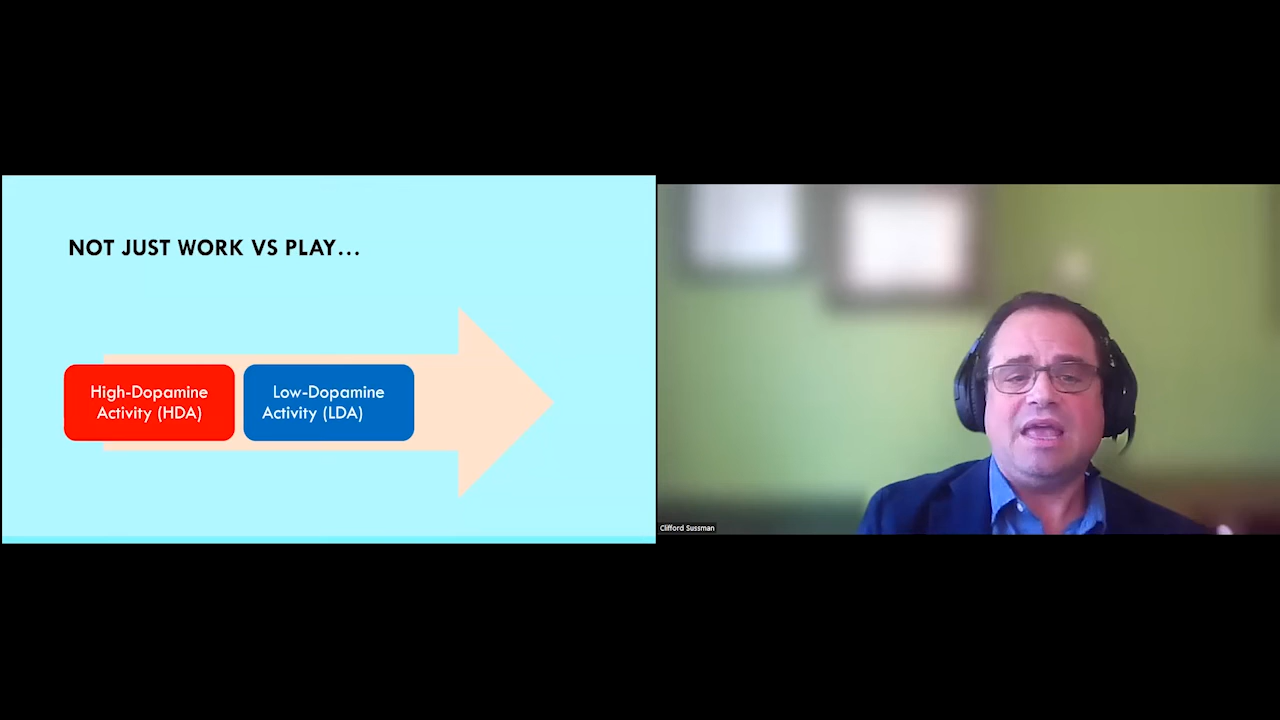 NOT JUST WORK VS PLAY...
High-Dopamine
Activity (HDA)
Low-Dopamine
Activity (LDA)
Clifford Sussman